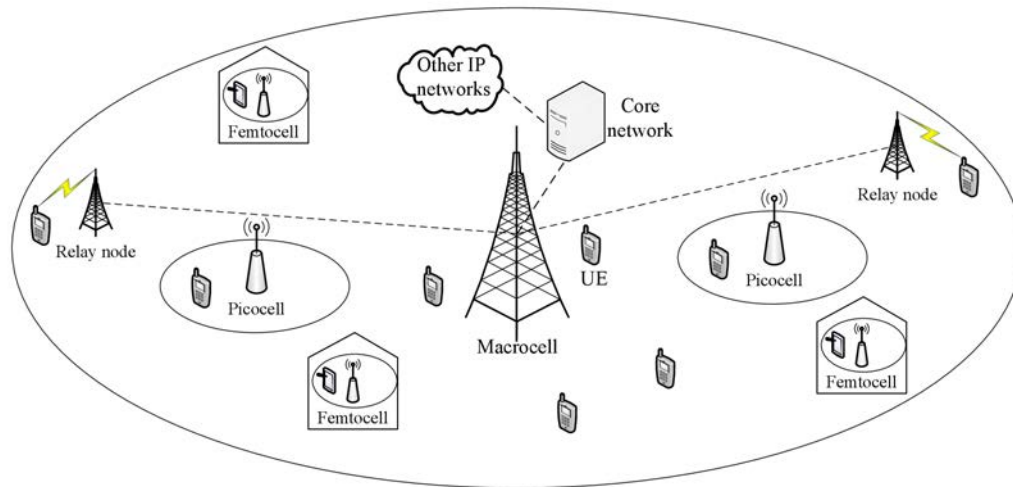 Other IP
networks
Core
network
Femtocell
Relay node
Relay node
UE
Picocell
Picocell
Macrocell
Femtocell
Femtocell